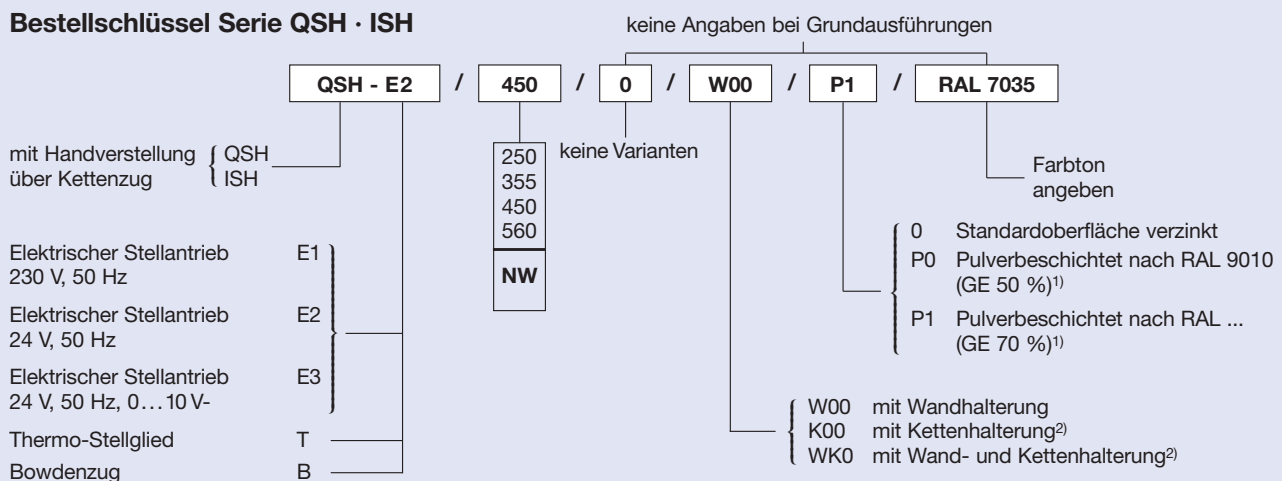 Bestellschlüssel Serie QSH · ISH
keine Angaben bei Grundausführungen
QSH - E2 / 450 / 0 / W00 / P1 / RAL 7035
mit Handverstellung
über Kettenzug
QSH
ISH
250
355
450
560
NW
keine Varianten
Farbton
angeben
Elektrischer Stellantrieb E1
230 V, 50 Hz
Elektrischer Stellantrieb E2
24 V, 50 Hz
Elektrischer Stellantrieb E3
24 V, 50 Hz, 0...10 V-
Thermo-Stellglied T
Bowdenzug B
0 Standardoberfläche verzinkt
P0 Pulverbeschichtet nach RAL 9010
(GE 50 %)1)
P1 Pulverbeschichtet nach RAL ...
(GE 70 %)1)
W00 mit Wandhalterung
K00 mit Kettenhalterung2)
WK0 mit Wand- und Kettenhalterung2)